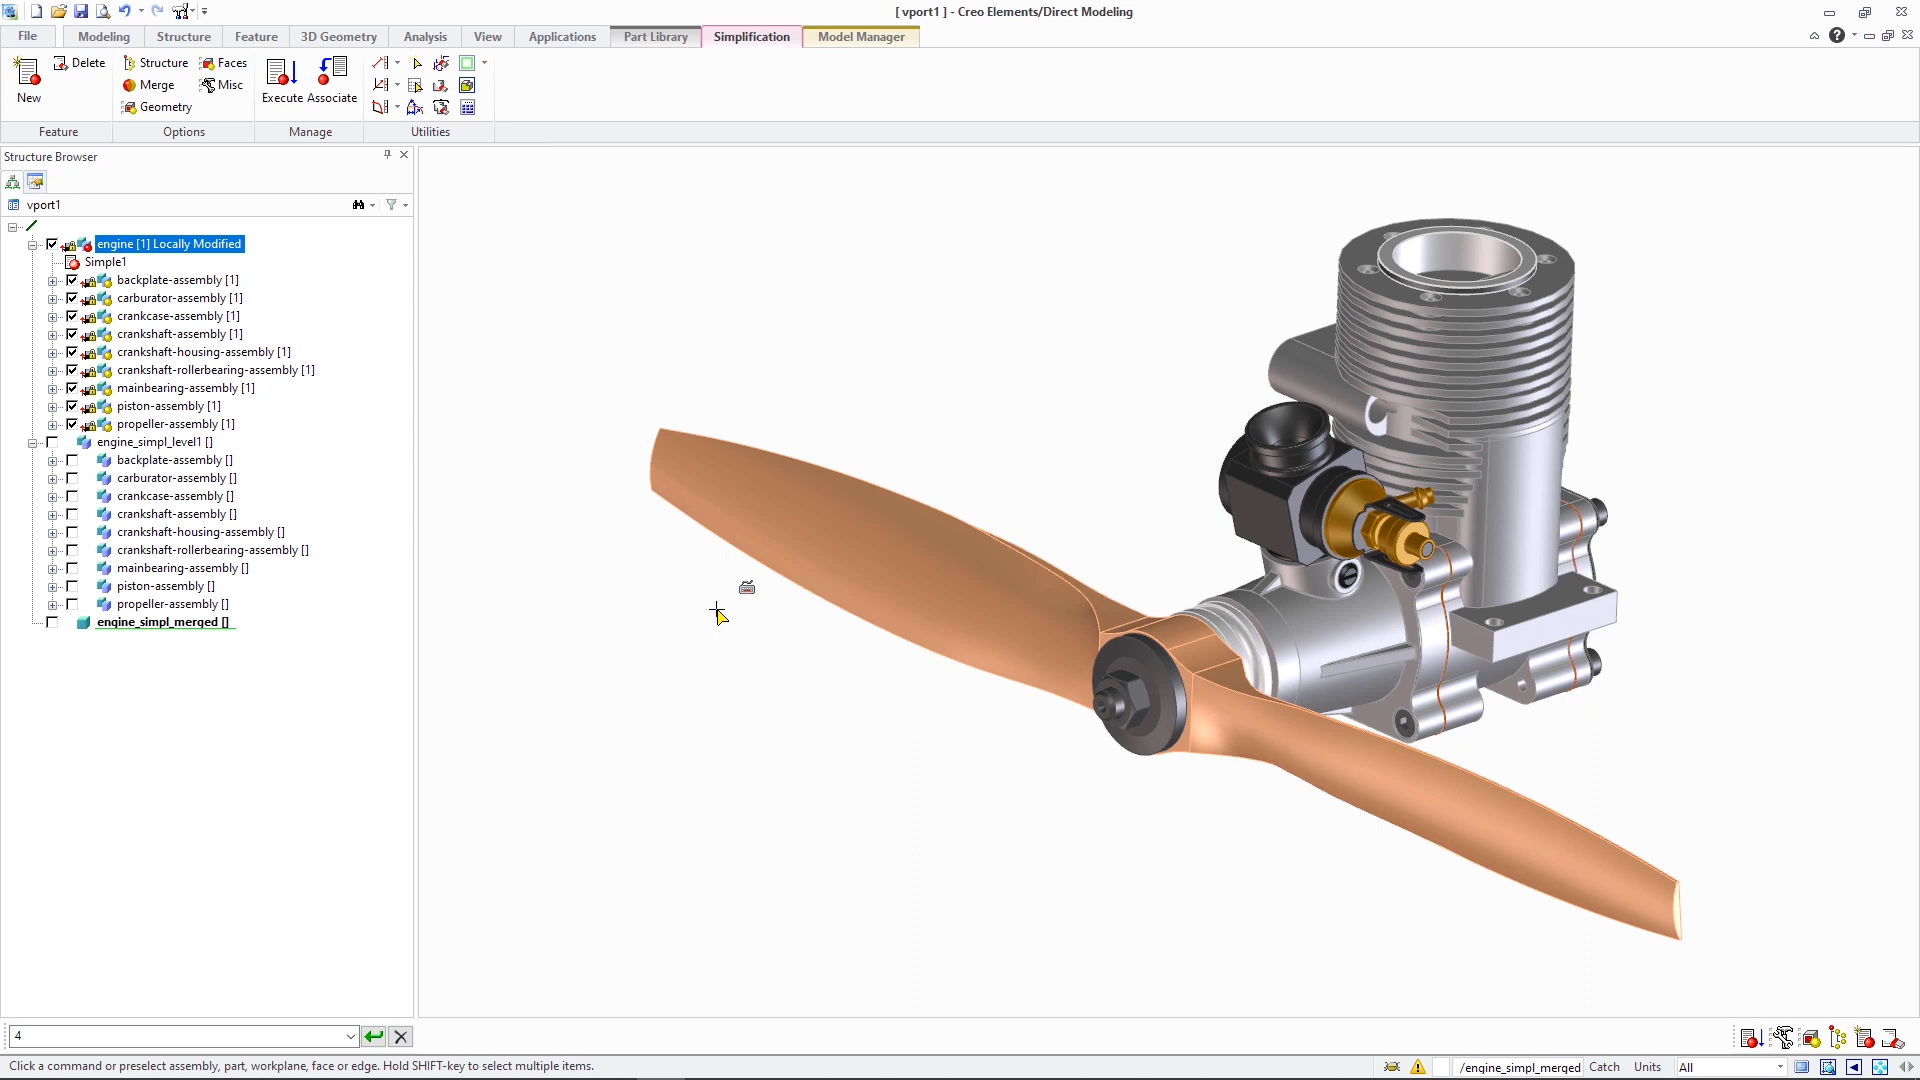 [ vport1 ] - Creo Elements/Direct Modeling
File Modeling Structure Feature 3D Geometry Analysis View Applications Part Library Simplification Model Manager
New
Delete
Structure
Merge
Geometry
Faces
Misc
Execute Associate
Feature Options Manage Utilities
Structure Browser
vport1
engine [1] Locally Modified
Simple1
backplate-assembly [1]
carburator-assembly [1]
crankcase-assembly [1]
crankshaft-assembly [1]
crankshaft-housing-assembly [1]
crankshaft-rollerbearing-assembly [1]
mainbearing-assembly [1]
piston-assembly [1]
propeller-assembly [1]
engine_simpl_level1 []
backplate-assembly []
carburator-assembly []
crankcase-assembly []
crankshaft-assembly []
crankshaft-housing-assembly []
crankshaft-rollerbearing-assembly []
mainbearing-assembly []
piston-assembly []
propeller-assembly []
engine_simpl_merged []
4
Click a command or preselect assembly, part, workplane, face or edge. Hold SHIFT-key to select multiple items.
/engine_simpl_merged Catch Units All